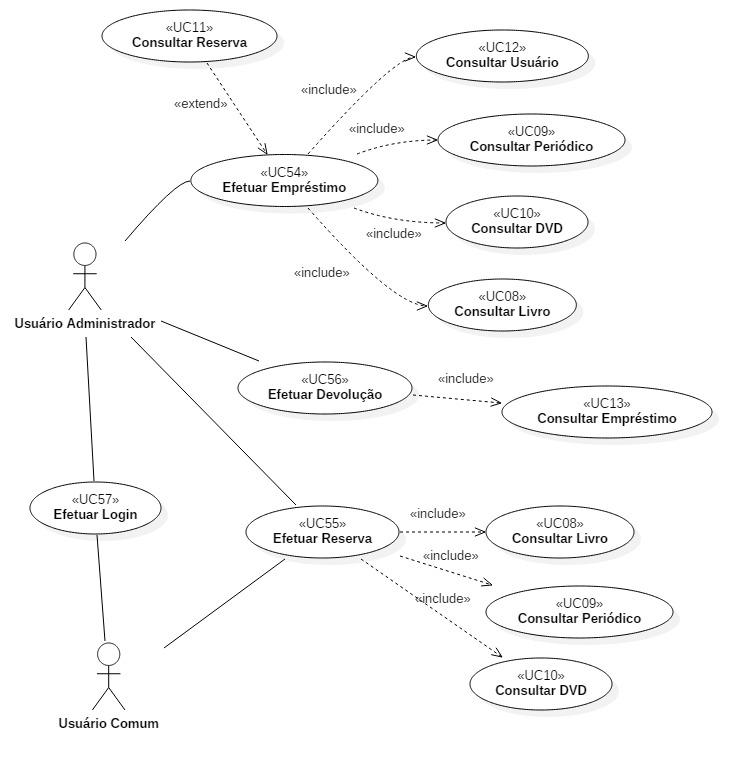 «UC11»
Consultar Reserva
«UC12»
Consultar Usuário
«include»
«extend»
«include»
«UC09»
Consultar Periódico
«UC54»
Efetuar Empréstimo
«UC10»
Consultar DVD
«include»
«include»
«UC08»
Consultar Livro
Usuário Administrador
«UC56»
Efetuar Devolução
«include»
«UC13»
Consultar Empréstimo
«UC57»
Efetuar Login
«UC55»
Efetuar Reserva
«include»
«UC08»
Consultar Livro
«include»
«UC09»
Consultar Periódico
«include»
«UC10»
Consultar DVD
Usuário Comum